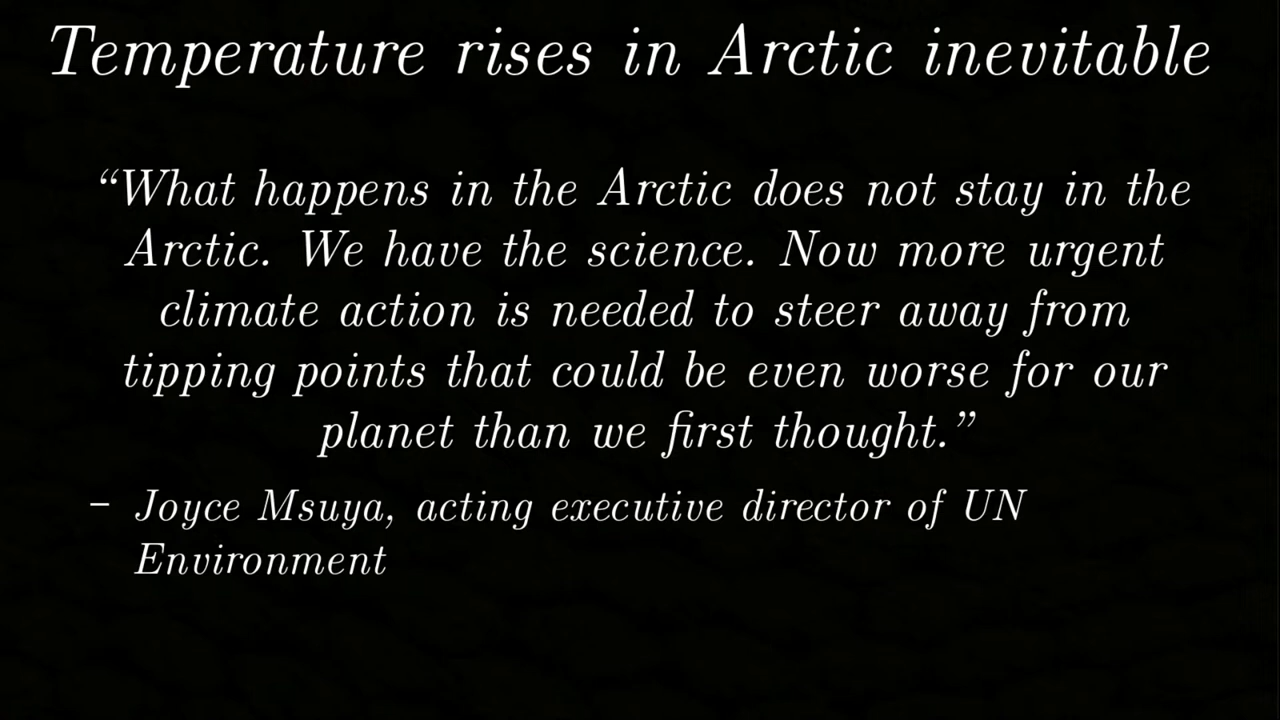 Temperature rises in Arctic inevitable
“What happens in the Arctic does not stay in the
Arctic. We have the science. Now more urgent
climate action is needed to steer away from
tipping points that could be even worse for our
planet than we first thought.”
– Joyce Msuya, acting executive director of UN
Environment